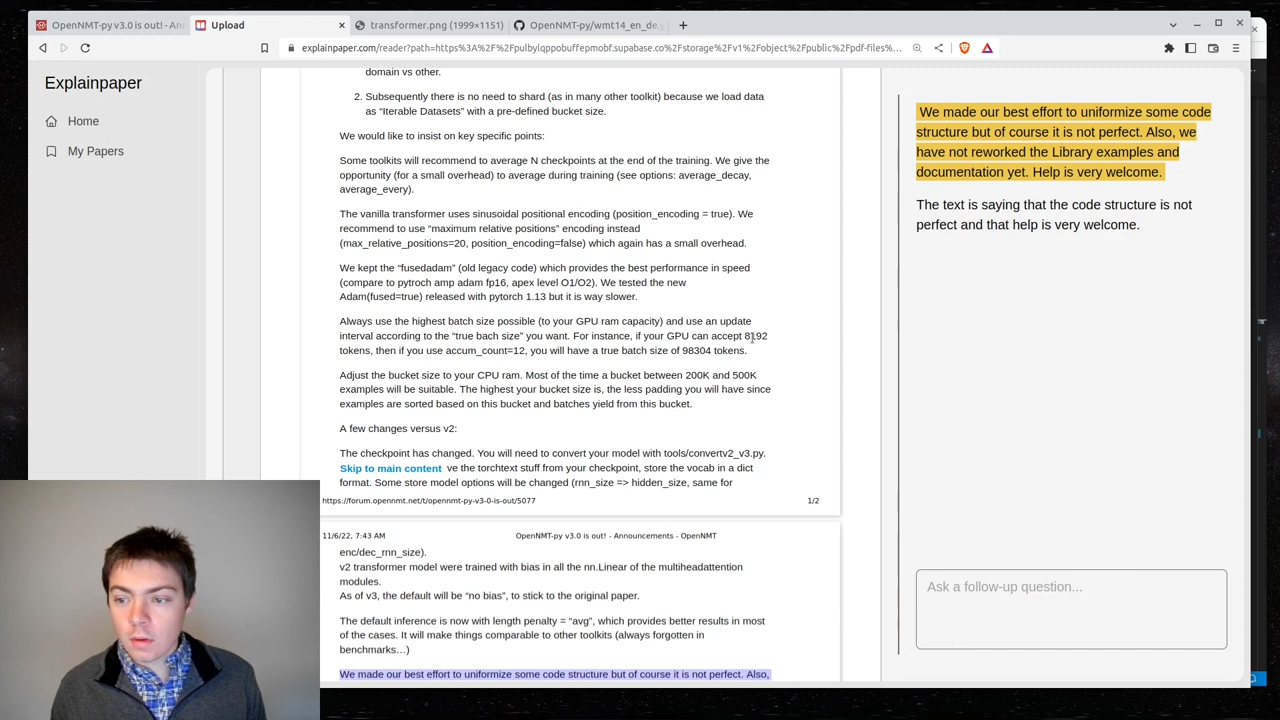 OpenNMT-py v3.0 is out! - Ann
Upload
transformer.png (1999×1151)
OpenNMT-py/wmt14_en_de.y
explainpaper.com/reader?path=https%3A%2F%2Fpulbylqppobuffepmobf.supabase.co%2Fstorage%2Fv1%2Fobject%2Fpublic%2Fpdf-files%...
Explainpaper
Home
My Papers
domain vs other.
2. Subsequently there is no need to shard (as in many other toolkit) because we load data
as “Iterable Datasets” with a pre-defined bucket size.
We would like to insist on key specific points:
Some toolkits will recommend to average N checkpoints at the end of the training. We give the
opportunity (for a small overhead) to average during training (see options: average_decay,
average_every).
The vanilla transformer uses sinusoidal positional encoding (position_encoding = true). We
recommend to use “maximum relative positions” encoding instead
(max_relative_positions=20, position_encoding=false) which again has a small overhead.
We kept the “fusedadam” (old legacy code) which provides the best performance in speed
(compare to pytroch amp adam fp16, apex level O1/O2). We tested the new
Adam(fused=true) released with pytorch 1.13 but it is way slower.
Always use the highest batch size possible (to your GPU ram capacity) and use an update
interval according to the “true bach size” you want. For instance, if your GPU can accept 8192
tokens, then if you use accum_count=12, you will have a true batch size of 98304 tokens.
Adjust the bucket size to your CPU ram. Most of the time a bucket between 200K and 500K
examples will be suitable. The highest your bucket size is, the less padding you will have since
examples are sorted based on this bucket and batches yield from this bucket.
A few changes versus v2:
The checkpoint has changed. You will need to convert your model with tools/convertv2_v3.py.
Skip to main content ve the torchtext stuff from your checkpoint, store the vocab in a dict
format. Some store model options will be changed (rnn_size => hidden_size, same for
https://forum.opennmt.net/t/opennmt-py-v3-0-is-out/5077 1/2
11/6/22, 7:43 AM OpenNMT-py v3.0 is out! - Announcements - OpenNMT
enc/dec_rnn_size).
v2 transformer model were trained with bias in all the nn.Linear of the multiheadattention
modules.
As of v3, the default will be “no bias”, to stick to the original paper.
The default inference is now with length penalty = “avg”, which provides better results in most
of the cases. It will make things comparable to other toolkits (always forgotten in
benchmarks…)
We made our best effort to uniformize some code structure but of course it is not perfect. Also,
We made our best effort to uniformize some code
structure but of course it is not perfect. Also, we
have not reworked the Library examples and
documentation yet. Help is very welcome.
The text is saying that the code structure is not
perfect and that help is very welcome.
Ask a follow-up question...